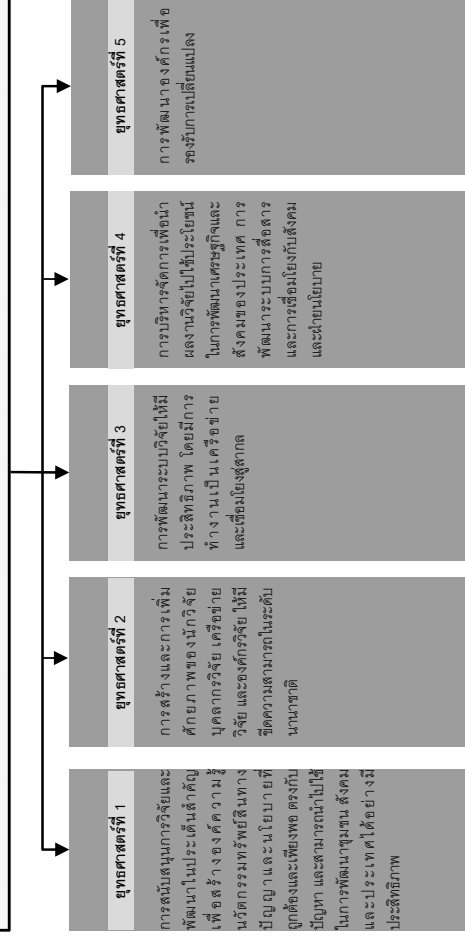 ยุทธศาสตร์ที่ 1
การสนับสนุนการวิจัยและ
พัฒนาในประเด็นสำคัญ
เพื่อสร้างองค์ความรู้
นวัตกรรมทรัพย์สินทาง
ปัญญาและนโยบายที่
ถูกต้องและเพียงพอ ตรงกับ
ปัญหา และสามารถนำไปใช้
ในการพัฒนาชุมชน สังคม
และประเทศได้อย่างมี
ประสิทธิภาพ
ยุทธศาสตร์ที่ 2
การสร้างและการเพิ่ม
ศักยภาพของนักวิจัย
บุคลากรวิจัย เครือข่าย
วิจัย และองค์กรวิจัย ให้มี
ขีดความสามารถในระดับ
นานาชาติ
ยุทธศาสตร์ที่ 3
การพัฒนาระบบวิจัยให้มี
ประสิทธิภาพ โดยมีการ
ทำงานเป็นเครือข่าย
และเชื่อมโยงสู่สากล
ยุทธศาสตร์ที่ 4
การบริหารจัดการเพื่อนำ
ผลงานวิจัยไปใช้ประโยชน์
ในการพัฒนาเศรษฐกิจและ
สังคมของประเทศ การ
พัฒนาระบบการสื่อสาร
และการเชื่อมโยงกับสังคม
และฝ่ายนโยบาย
ยุทธศาสตร์ที่ 5
การพัฒนาองค์กรเพื่อ
รองรับการเปลี่ยนแปลง